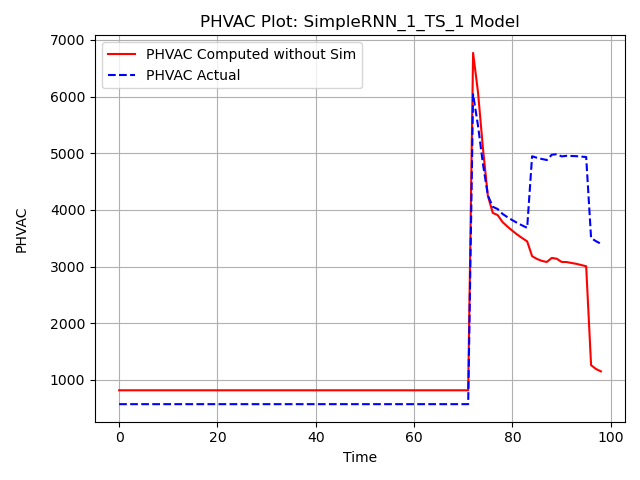 PHVAC Plot: SimpleRNN_1_TS_1 Model
PHVAC Computed without Sim
PHVAC Actual
7000
6000
5000
4000
3000
2000
1000
PHVAC
0 20 40 60 80 100
Time